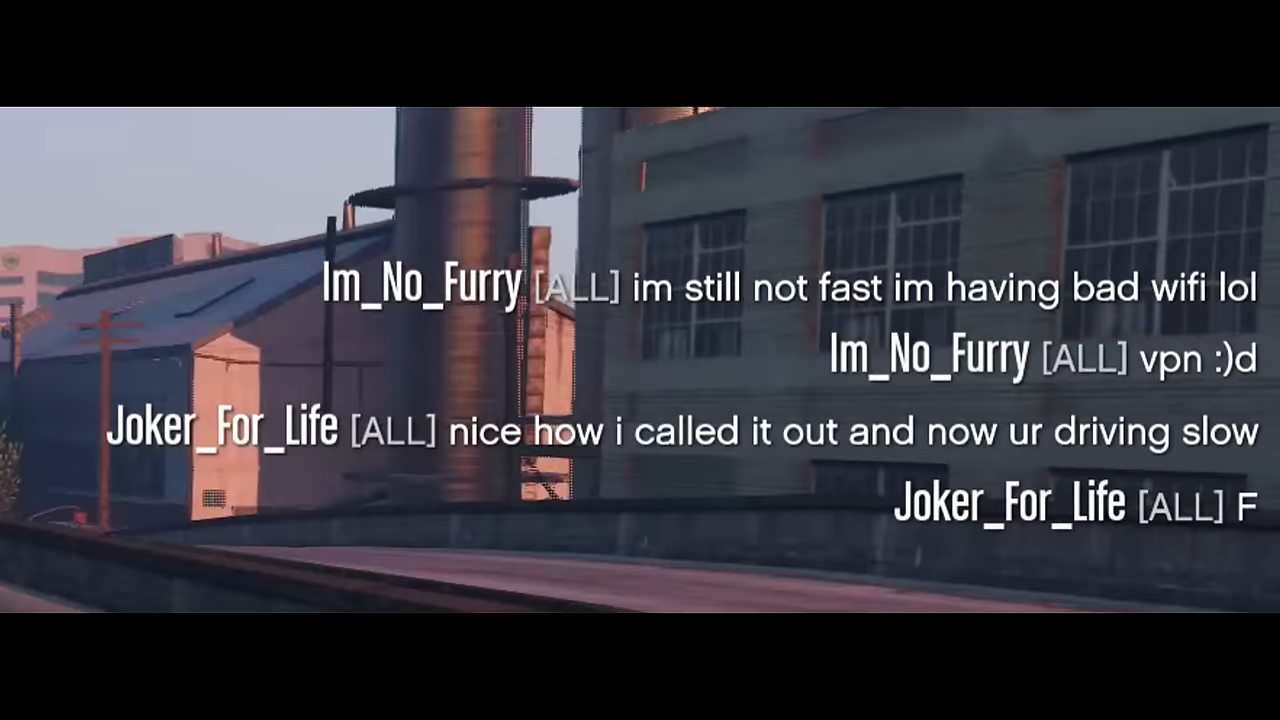 Im_No_Furry [ALL] im still not fast im having bad wifi lol
Im_No_Furry [ALL] vpn :)d
Joker_For_Life [ALL] nice how i called it out and now ur driving slow
Joker_For_Life [ALL] F